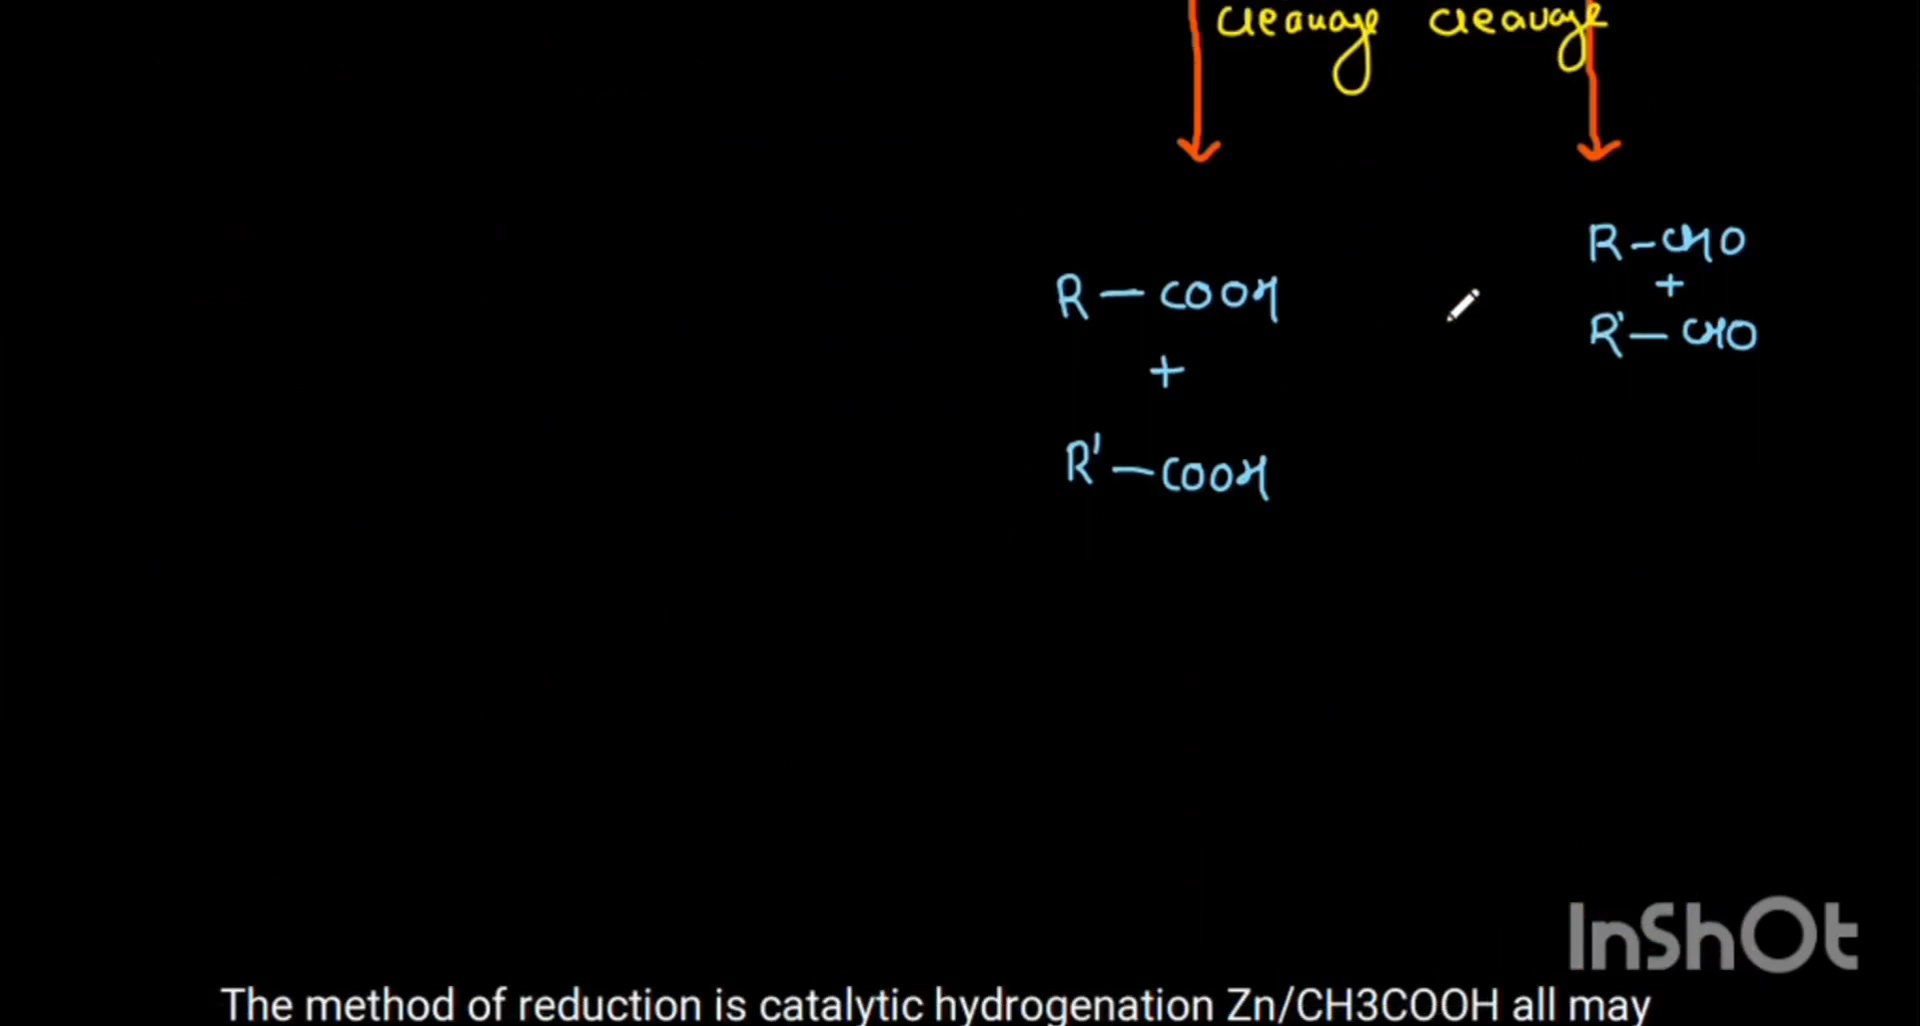 cleavage cleavage
R-CHO
+
R'-CHO
R-COOH
+
R'-COOH
InShOt
The method of reduction is catalytic hydrogenation Zn/CH3COOH all may